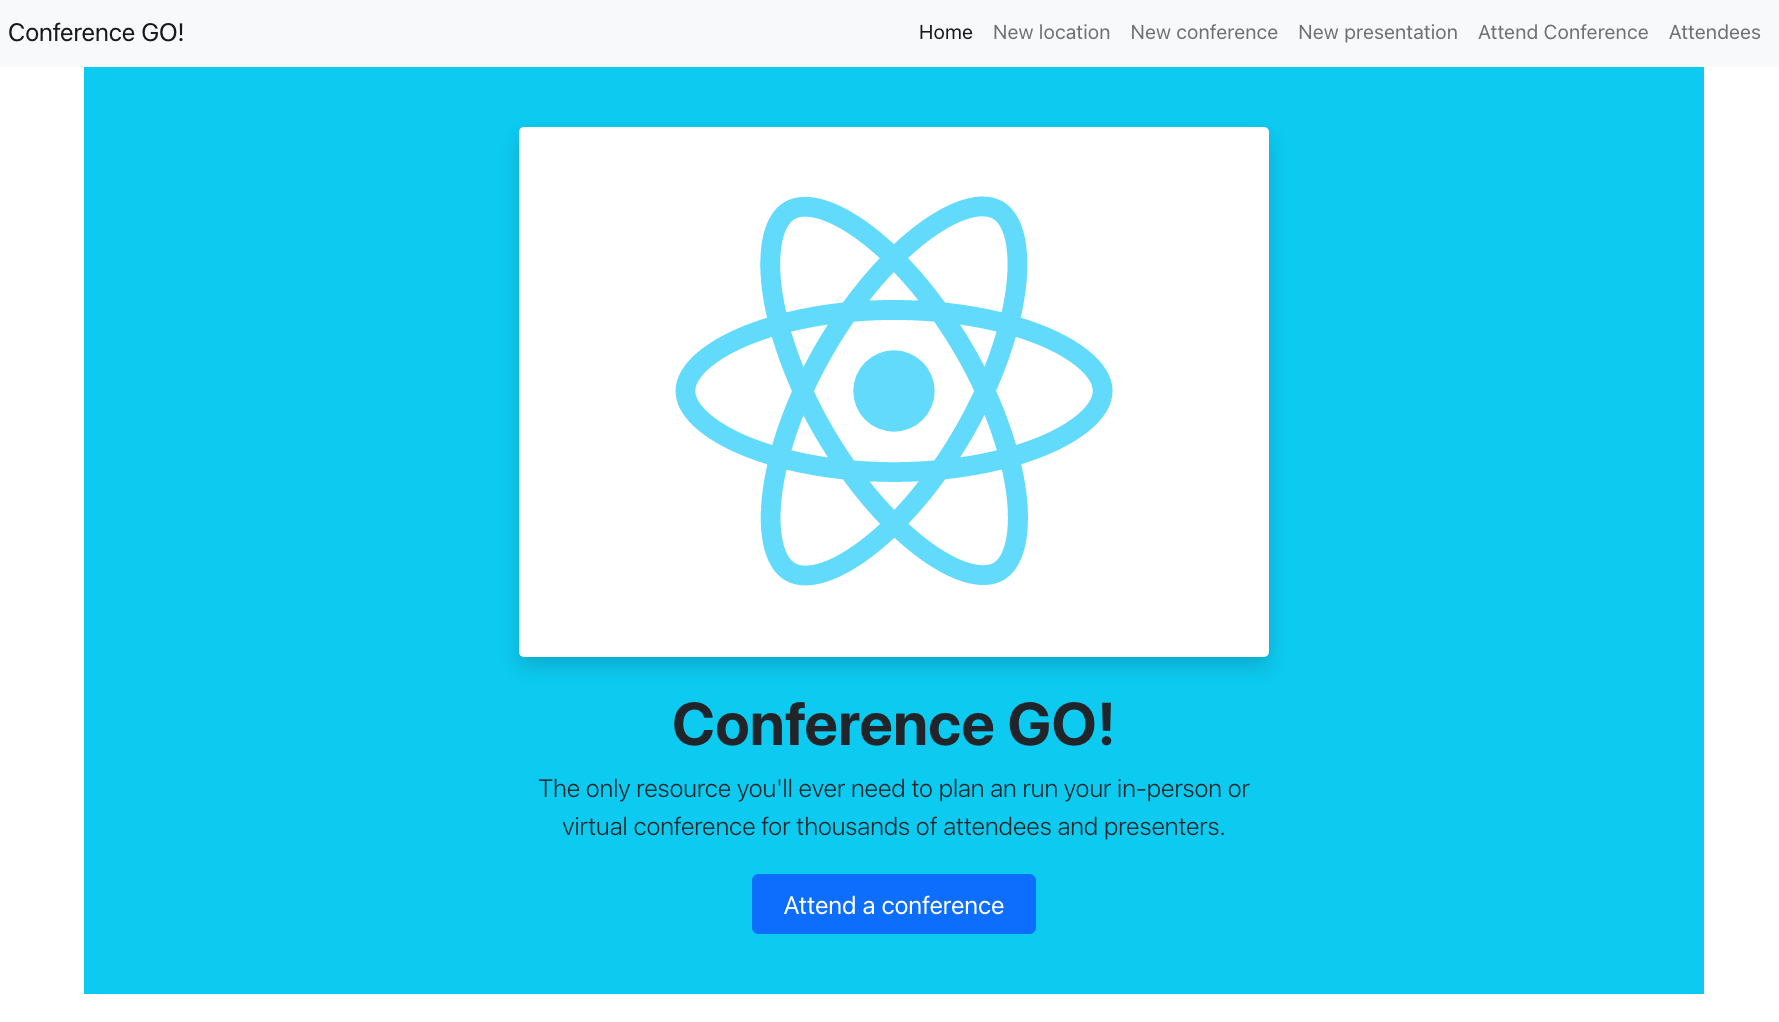 Conference GO!
Home New location New conference New presentation Attend Conference Attendees
Conference GO!
The only resource you'll ever need to plan an run your in-person or
virtual conference for thousands of attendees and presenters.
Attend a conference